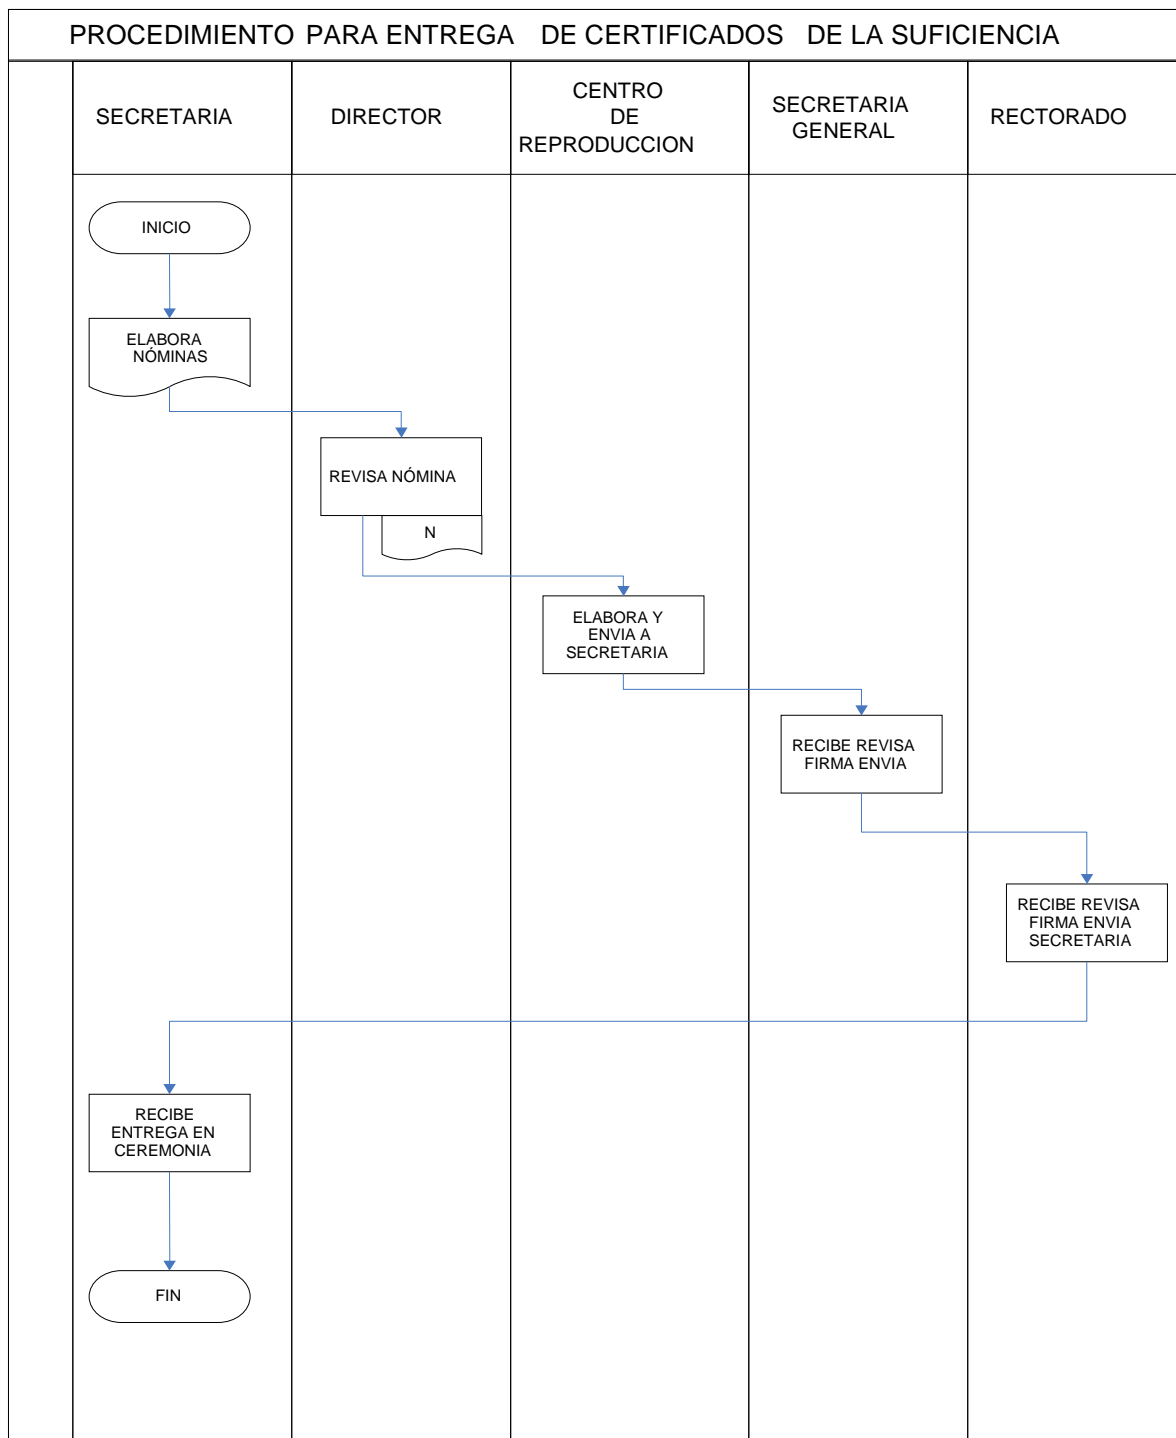 PROCEDIMIENTO PARA ENTREGA DE CERTIFICADOS DE LA SUFICIENCIA
SECRETARIA
DIRECTOR
CENTRO
DE
REPRODUCCION
SECRETARIA
GENERAL
RECTORADO
INICIO
ELABORA
NÓMINAS
REVISA NÓMINA
N
ELABORA Y
ENVIA A
SECRETARIA
RECIBE REVISA
FIRMA ENVIA
RECIBE REVISA
FIRMA ENVIA
SECRETARIA
RECIBE
ENTREGA EN
CEREMONIA
FIN